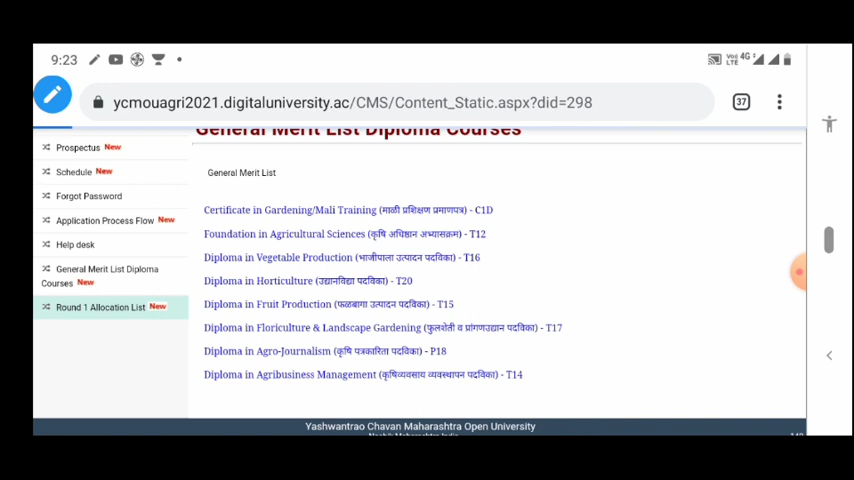 9:23
Vo) 4G
LTE
ycmouagri2021.digitaluniversity.ac/CMS/Content_Static.aspx?did=298
37
General Merit List Diploma Courses
Prospectus New
Schedule New
Forgot Password
Application Process Flow New
Help desk
General Merit List Diploma
Courses New
Round 1 Allocation List New
General Merit List
Certificate in Gardening/Mali Training (माळी प्रशिक्षण प्रमाणपत्र) - C1D
Foundation in Agricultural Sciences (कृषि अधिष्ठान अभ्यासक्रम) - T12
Diploma in Vegetable Production (भाजीपाला उत्पादन पदविका) - T16
Diploma in Horticulture (उद्यानविद्या पदविका) - T20
Diploma in Fruit Production (फळबागा उत्पादन पदविका) - T15
Diploma in Floriculture & Landscape Gardening (फुलशेती व प्रांगणउद्यान पदविका) - T17
Diploma in Agro-Journalism (कृषि पत्रकारिता पदविका) - P18
Diploma in Agribusiness Management (कृषिव्यवसाय व्यवस्थापन पदविका) - T14
Yashwantrao Chavan Maharashtra Open University